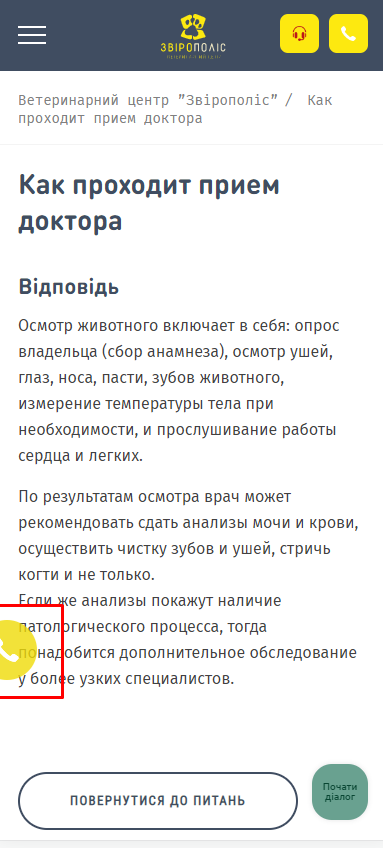 ЗВІРОПОЛІС
Ветеринарний центр ”Звірополіс” / Как
проходит прием доктора
Как проходит прием
доктора
Відповідь
Осмотр животного включает в себя: опрос
владельца (сбор анамнеза), осмотр ушей,
глаз, носа, пасти, зубов животного,
измерение температуры тела при
необходимости, и прослушивание работы
сердца и легких.
По результатам осмотра врач может
рекомендовать сдать анализы мочи и крови,
осуществить чистку зубов и ушей, стричь
когти и не только.
Если же анализы покажут наличие
патологического процесса, тогда
понадобится дополнительное обследование
у более узких специалистов.
ПОВЕРНУТИСЯ ДО ПИТАНЬ
Почати
діалог